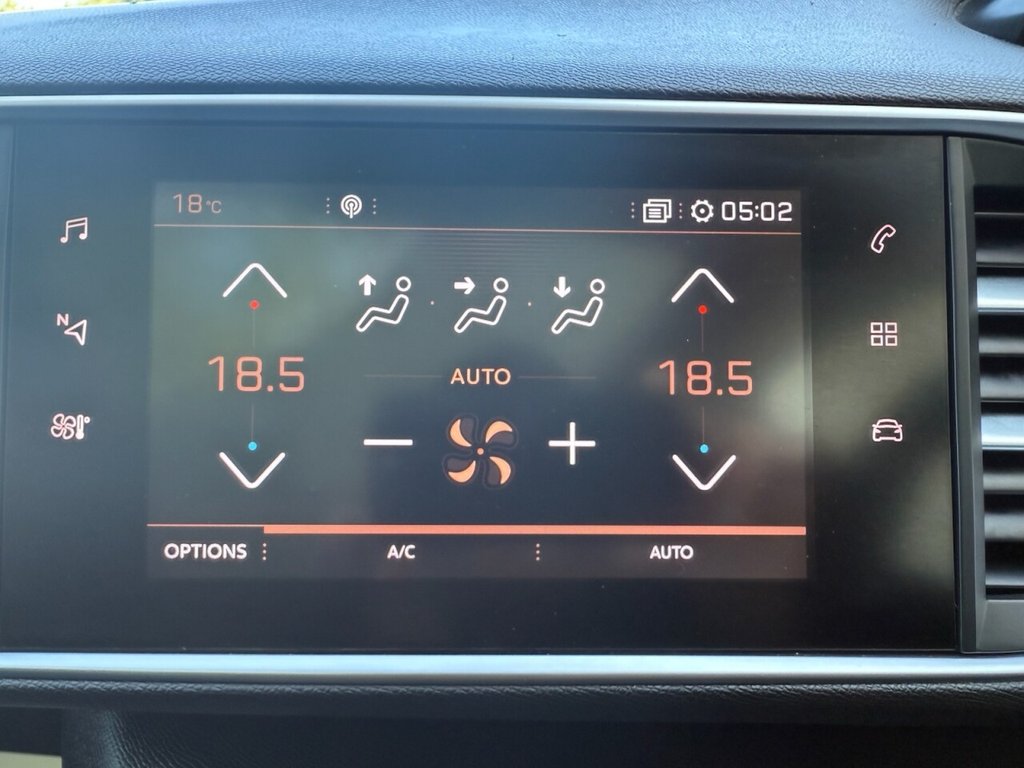 18°C 05:02
N
18.5 AUTO 18.5
OPTIONS A/C AUTO